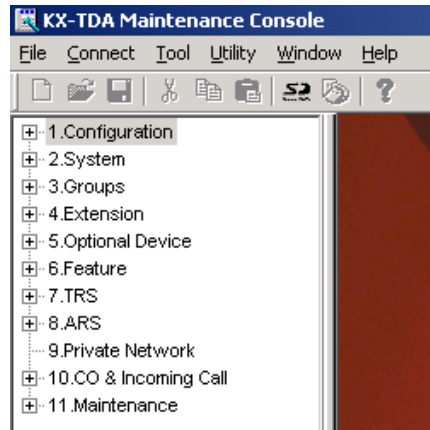 KX-TDA Maintenance Console
File Connect Tool Utility Window Help
1.Configuration
2.System
3.Groups
4.Extension
5.Optional Device
6.Feature
7.TRS
8.ARS
9.Private Network
10.CO & Incoming Call
11.Maintenance